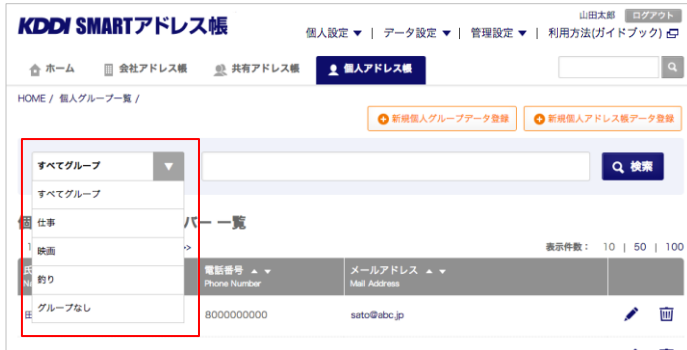 山田太郎 ログアウト
KDDI SMARTアドレス帳
個人設定 ▼ | データ設定 ▼ | 管理設定 ▼ | 利用方法(ガイドブック)
ホーム 会社アドレス帳 共有アドレス帳 個人アドレス帳
HOME / 個人グループ一覧 /
新規個人グループデータ登録 新規個人アドレス帳データ登録
すべてグループ ▼ 検索
すべてグループ
仕事
映画
釣り
グループなし
個 バー 一覧
1 >> 表示件数: 10 | 50 | 100
氏 電話番号 ▲ ▼ メールアドレス ▲ ▼
Na Phone Number Mail Address
田 8000000000 sato@abc.jp